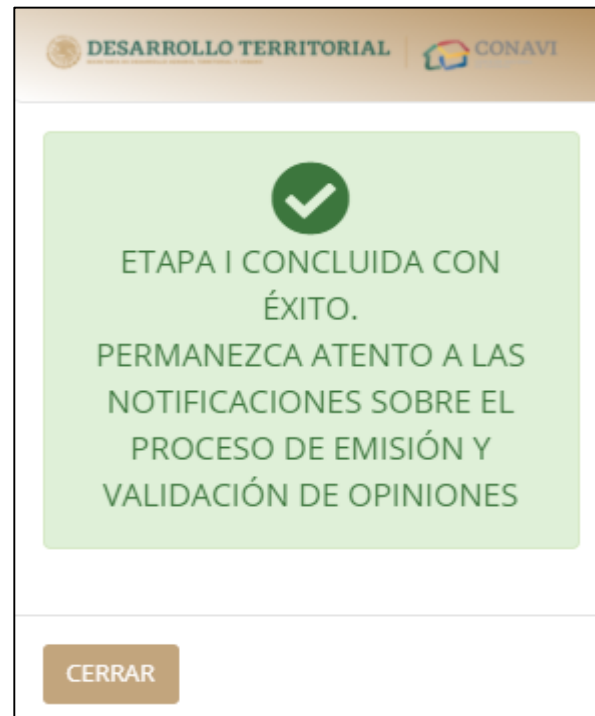 DESARROLLO TERRITORIAL
CONAVI
ETAPA I CONCLUIDA CON
ÉXITO.
PERMANEZCA ATENTO A LAS
NOTIFICACIONES SOBRE EL
PROCESO DE EMISIÓN Y
VALIDACIÓN DE OPINIONES
CERRAR